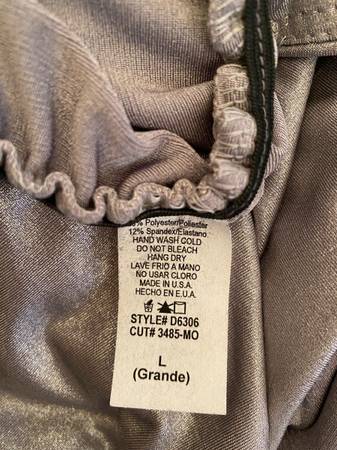 % Polyester/Poliester
12% Spandex/Elastano
HAND WASH COLD
DO NOT BLEACH
HANG DRY
LAVE FRIO A MANO
NO USAR CLORO
MADE IN U.S.A.
HECHO EN E.U.A.
STYLE# D6306
CUT# 3485-MO
L
(Grande)